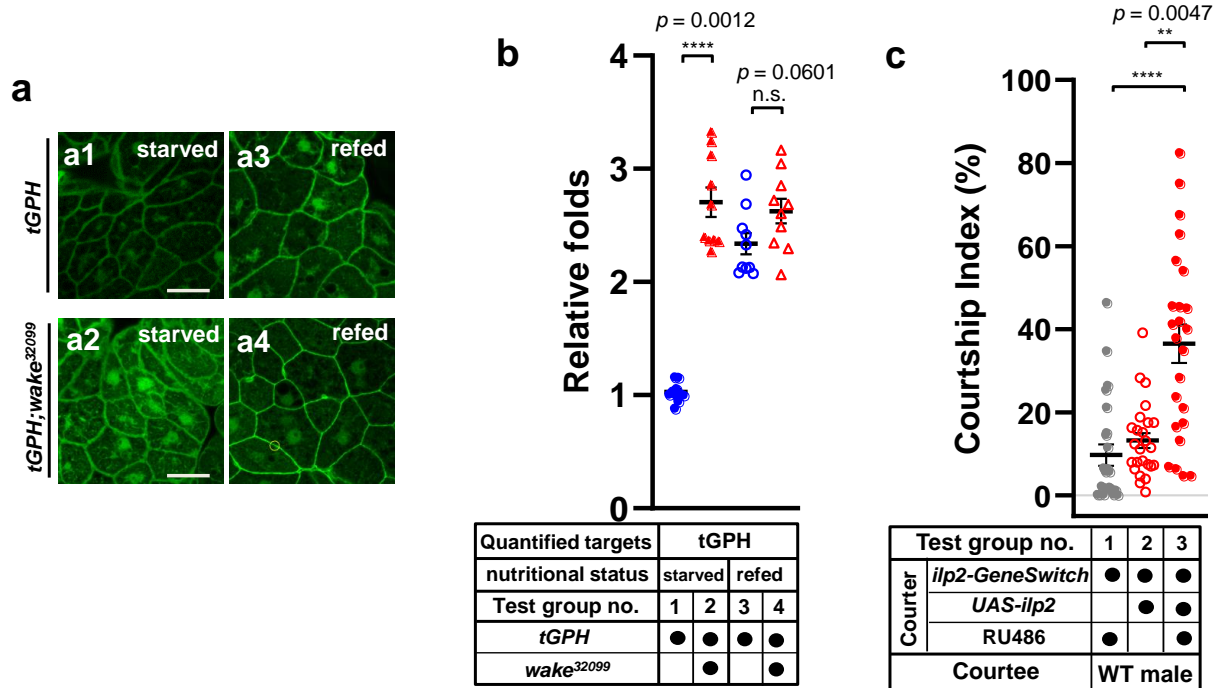 a
tGPH
a1 starved
a3 refed
tGPH;wake32099
a2 starved
a4 refed
b
p = 0.0012
****
p = 0.0601
n.s.
Relative folds
4
3
2
1
0
Quantified targets tGPH
nutritional status starved refed
Test group no. 1 2 3 4
tGPH
wake32099
c
p = 0.0047
**
****
Courtship Index (%)
100
80
60
40
20
0
Test group no. 1 2 3
Courter
ilp2-GeneSwitch
UAS-ilp2
RU486
Courtee WT male